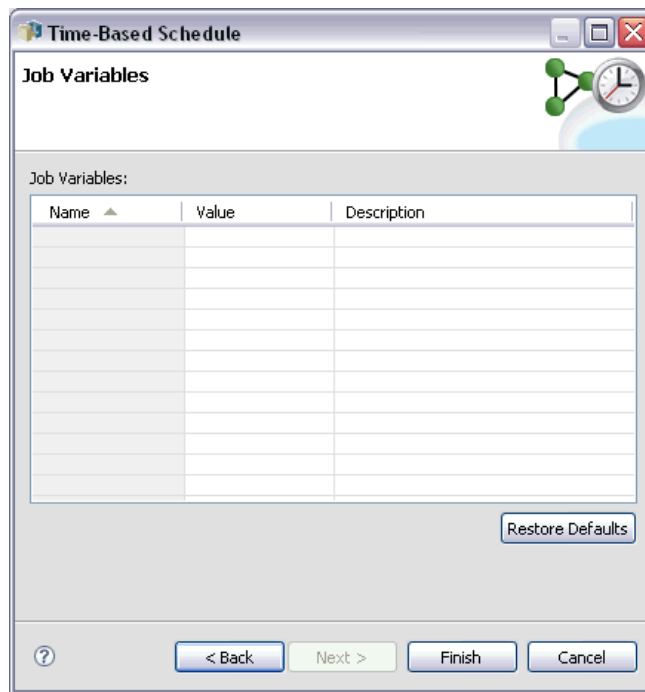 Time-Based Schedule
Job Variables
Job Variables:
Name Value Description
Restore Defaults
? < Back Next > Finish Cancel